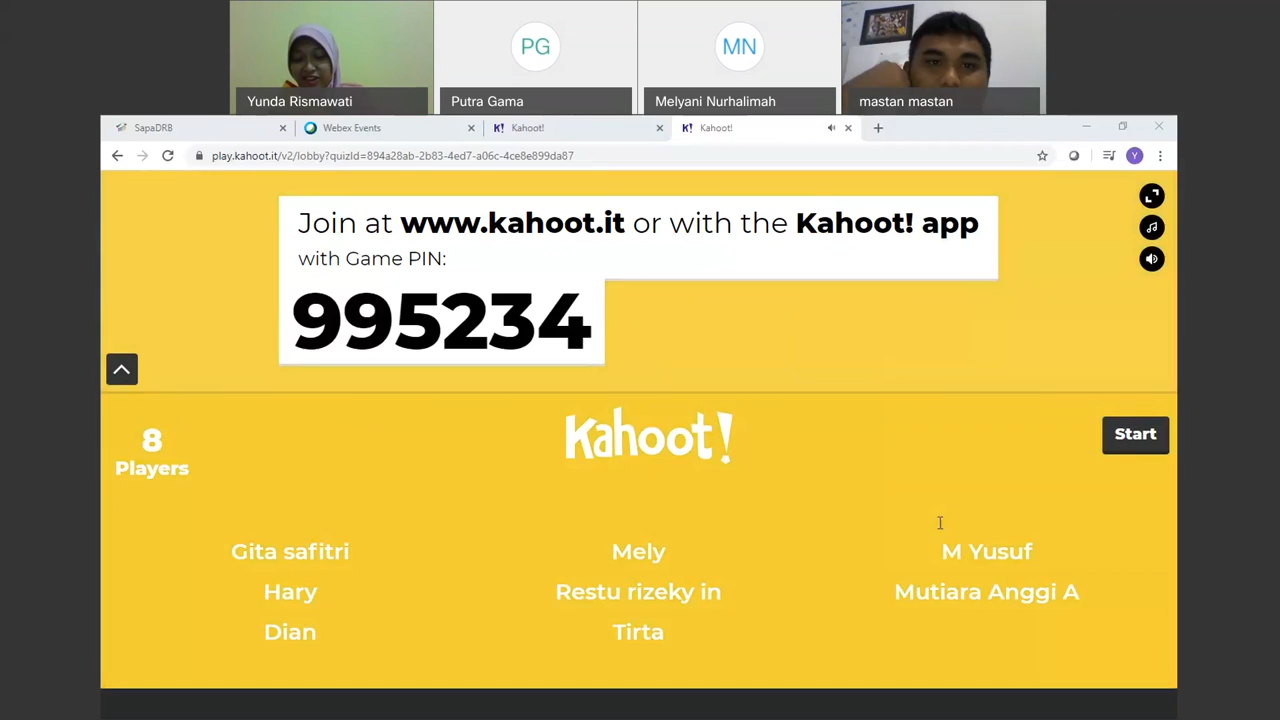 PG
MN
Yunda Rismawati
Putra Gama
Melyani Nurhalimah
mastan mastan
SapaDRB
Webex Events
K! Kahoot!
K! Kahoot!
play.kahoot.it/v2/lobby?quizId=894a28ab-2b83-4ed7-a06c-4ce8e899da87
Y
Join at www.kahoot.it or with the Kahoot! app
with Game PIN:
995234
Kahoot!
8
Players
Start
Gita safitri
Mely
M Yusuf
Hary
Restu rizeky in
Mutiara Anggi A
Dian
Tirta